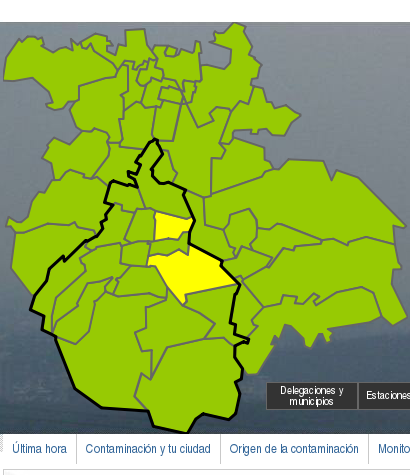 Delegaciones y
municipios
Estaciones
Última hora
Contaminación y tu ciudad
Origen de la contaminación
Monito